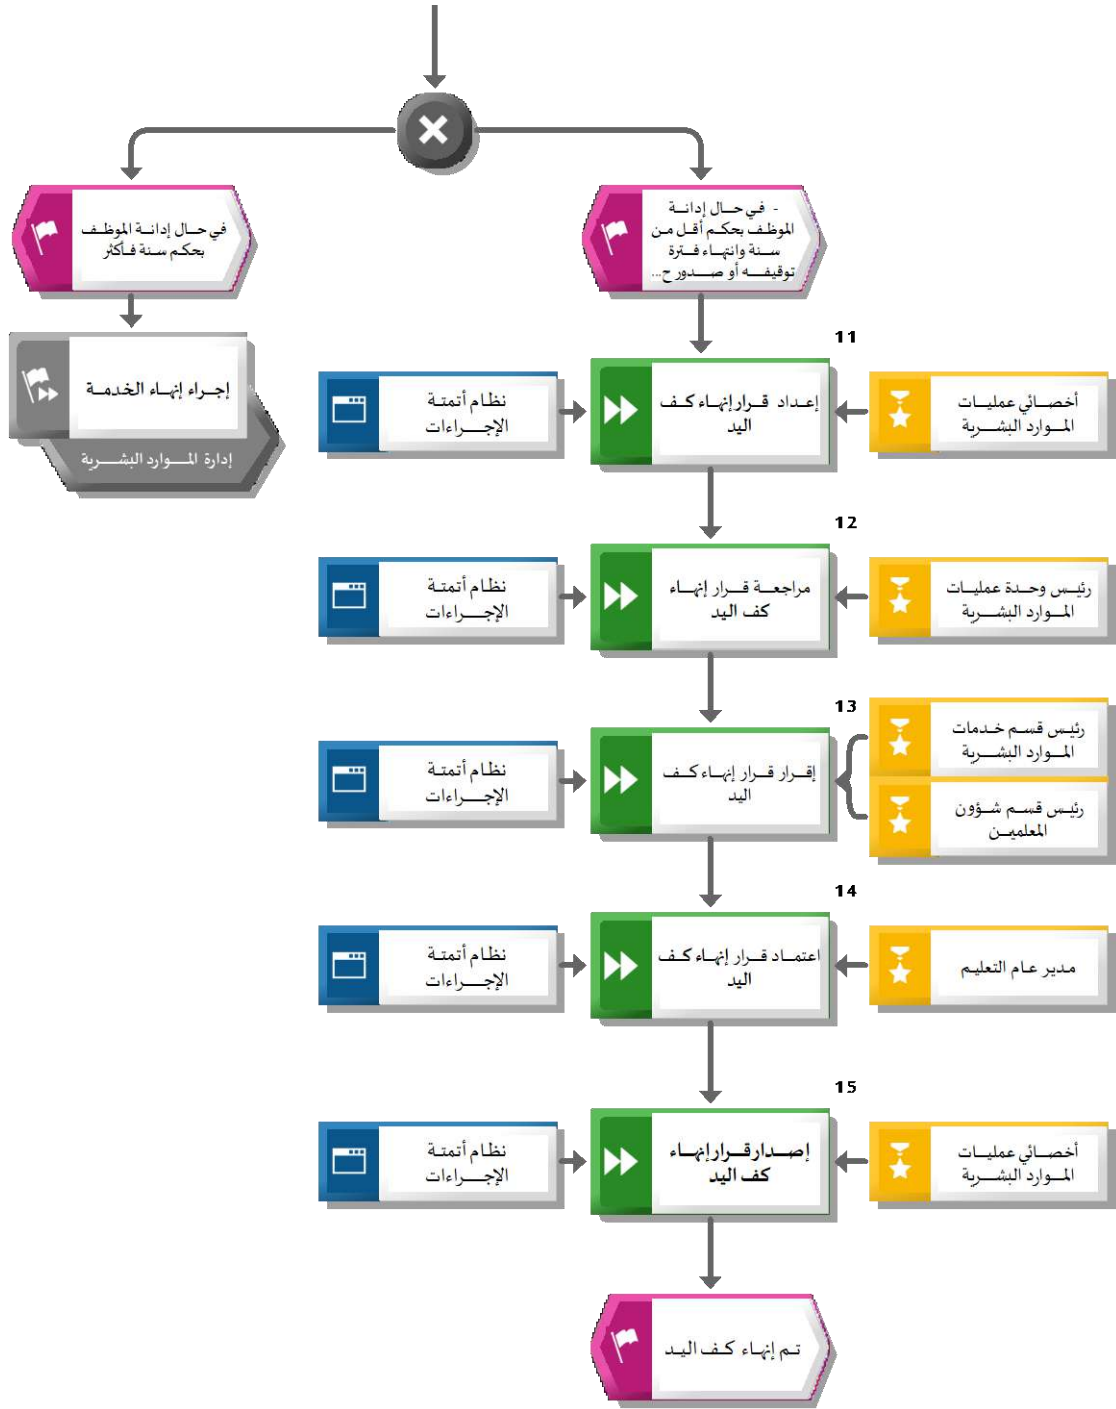 - في حال إدانة
الموظف بحكم أقل من
سنة وانتهاء فترة
توقيفه أو صدور ح...
في حال إدانة الموظف
بحكم سنة فأكثر
إجراء إنهاء الخدمة
إدارة الموارد البشرية
11
أخصائي عمليات
الموارد البشرية
إعداد قرار إنهاء كف
اليد
نظام أتمتة
الإجراءات
12
رئيس وحدة عمليات
الموارد البشرية
مراجعة قرار إنهاء
كف اليد
نظام أتمتة
الإجراءات
13
رئيس قسم خدمات
الموارد البشرية
رئيس قسم شؤون
المعلمين
إقرار قرار إنهاء كف
اليد
نظام أتمتة
الإجراءات
14
مدير عام التعليم
اعتماد قرار إنهاء كف
اليد
نظام أتمتة
الإجراءات
15
أخصائي عمليات
الموارد البشرية
إصدار قرار إنهاء
كف اليد
نظام أتمتة
الإجراءات
تم إنهاء كف اليد